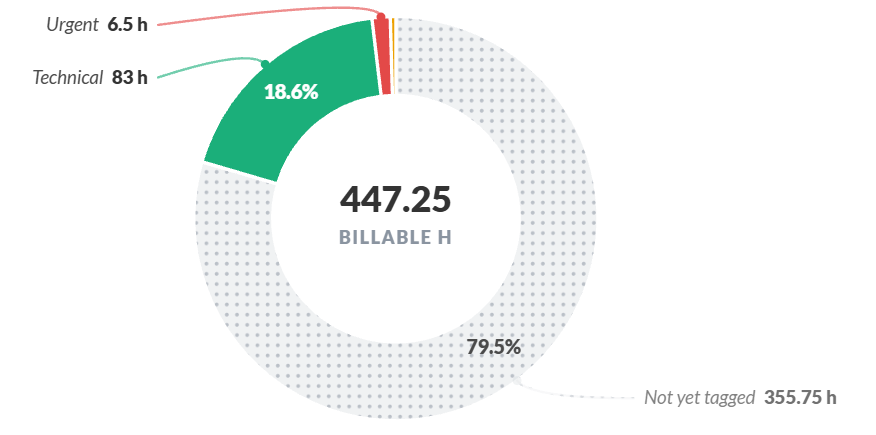 Urgent 6.5 h
Technical 83 h
18.6%
447.25
BILLABLE H
79.5%
Not yet tagged 355.75 h